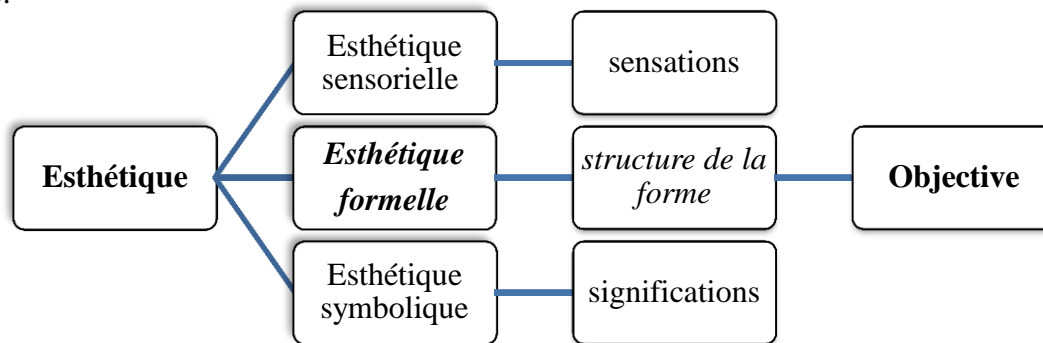 Esthétique
Esthétique
sensorielle
sensations
Esthétique
formelle
structure de la
forme
Objective
Esthétique
symbolique
significations